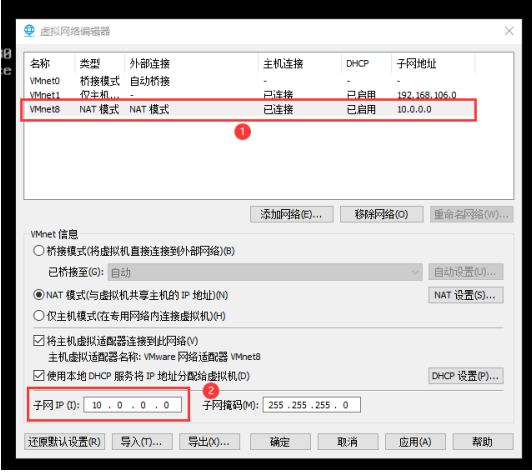 80
ce
虚拟网络编辑器
名称 类型 外部连接 主机连接 DHCP 子网地址
VMnet0 桥接模式 自动桥接 - - -
VMnet1 仅主机... - 已连接 已启用 192.168.106.0
VMnet8 NAT 模式 NAT 模式 已连接 已启用 10.0.0.0
1
添加网络(E)... 移除网络(O) 重命名网络(W)...
VMnet 信息
桥接模式(将虚拟机直接连接到外部网络)(B)
已桥接至(G): 自动 自动设置(U)...
NAT 模式(与虚拟机共享主机的 IP 地址)(N) NAT 设置(S)...
仅主机模式(在专用网络内连接虚拟机)(H)
将主机虚拟适配器连接到此网络(V)
主机虚拟适配器名称: VMware 网络适配器 VMnet8
使用本地 DHCP 服务将 IP 地址分配给虚拟机(D) DHCP 设置(P)...
2
子网 IP (I): 10 . 0 . 0 . 0 子网掩码(M): 255 . 255 . 255 . 0
还原默认设置(R) 导入(T)... 导出(X)... 确定 取消 应用(A) 帮助